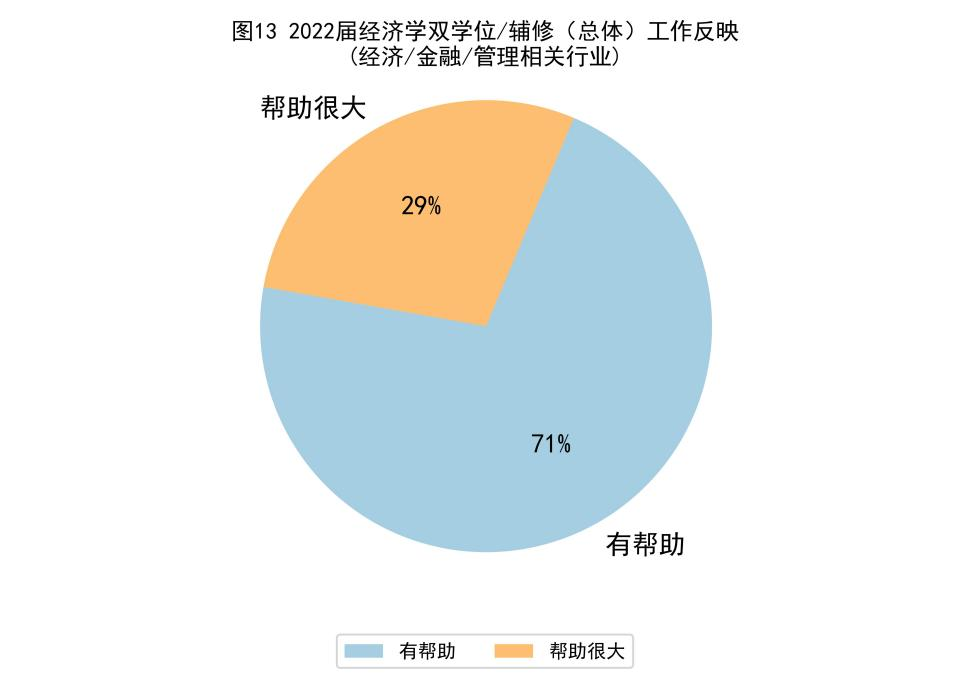 图13 2022届经济学双学位/辅修（总体）工作反映
(经济/金融/管理相关行业)
帮助很大
29%
71%
有帮助
有帮助 帮助很大